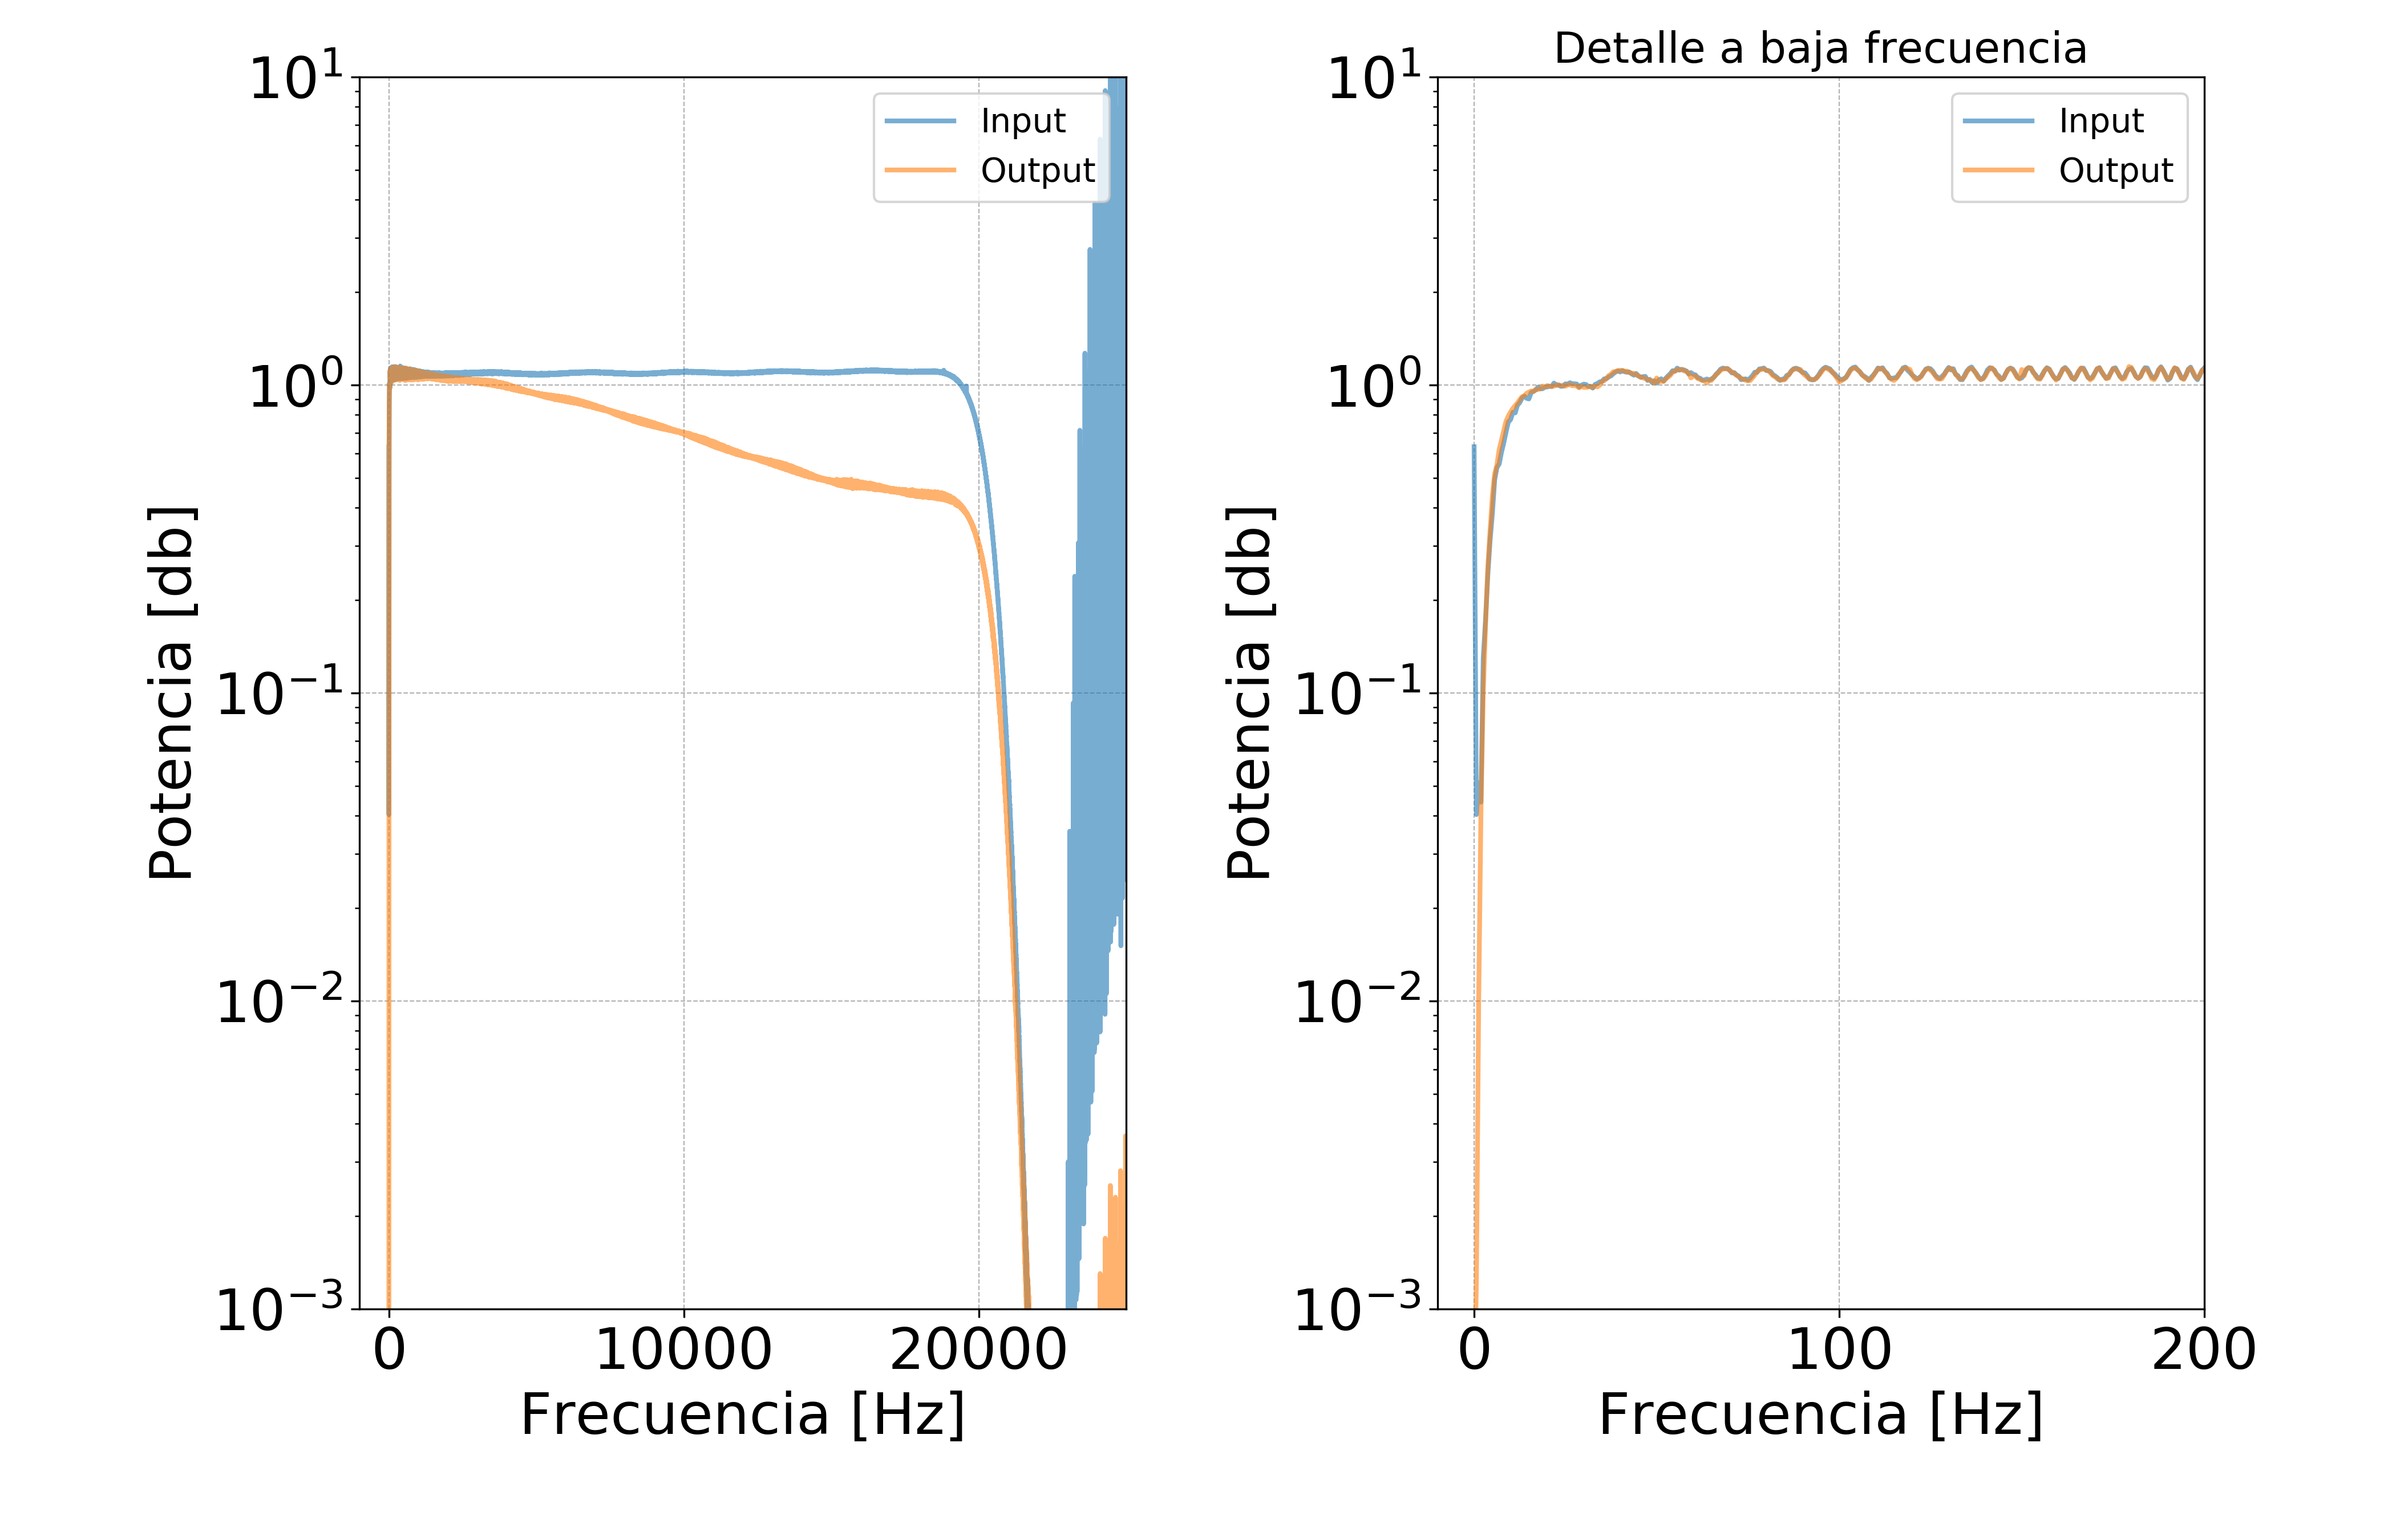 10¹
10⁰
10⁻¹
10⁻²
10⁻³
Potencia [db]
0 10000 20000
Frecuencia [Hz]
Input
Output
Detalle a baja frecuencia
10¹
10⁰
10⁻¹
10⁻²
10⁻³
Potencia [db]
0 100 200
Frecuencia [Hz]
Input
Output